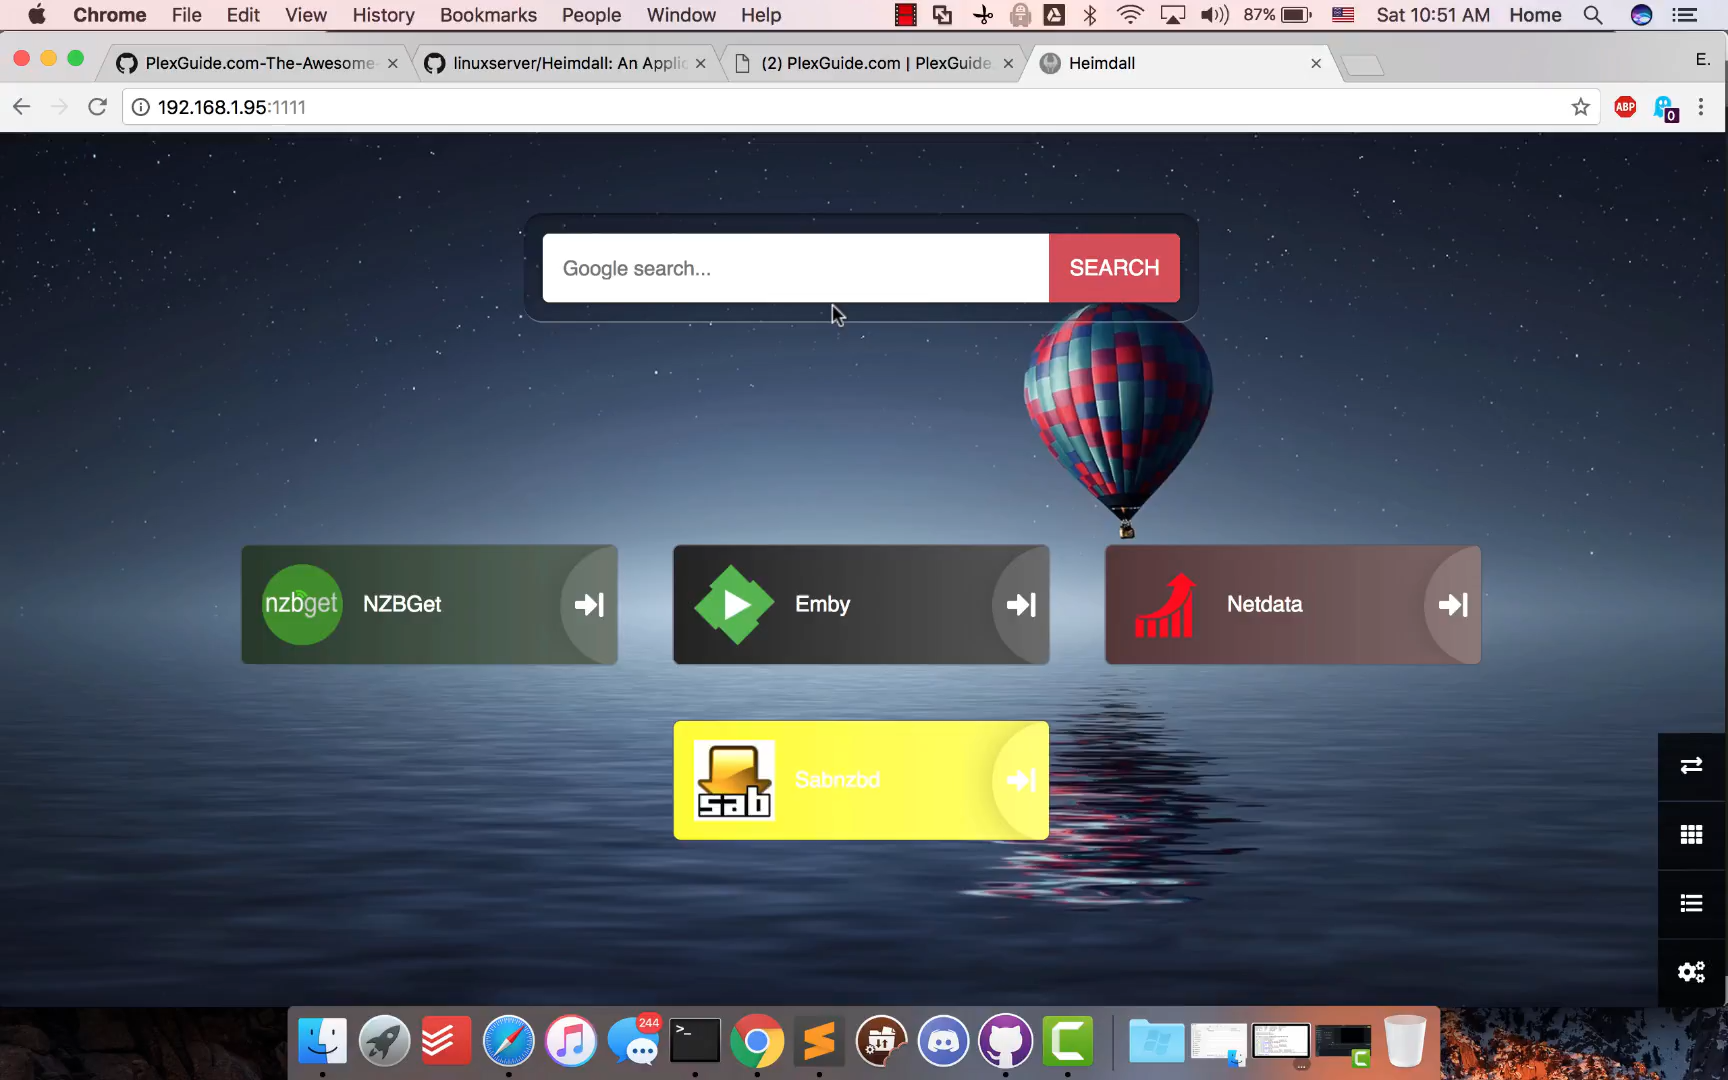 Chrome File Edit View History Bookmarks People Window Help 87% Sat 10:51 AM Home
PlexGuide.com-The-Awesome- linuxserver/Heimdall: An Applic (2) PlexGuide.com | PlexGuide. Heimdall E.
192.168.1.95:1111 ABP 0
Google search... SEARCH
nzbget NZBGet Emby Netdata
sab Sabnzbd
244
>_